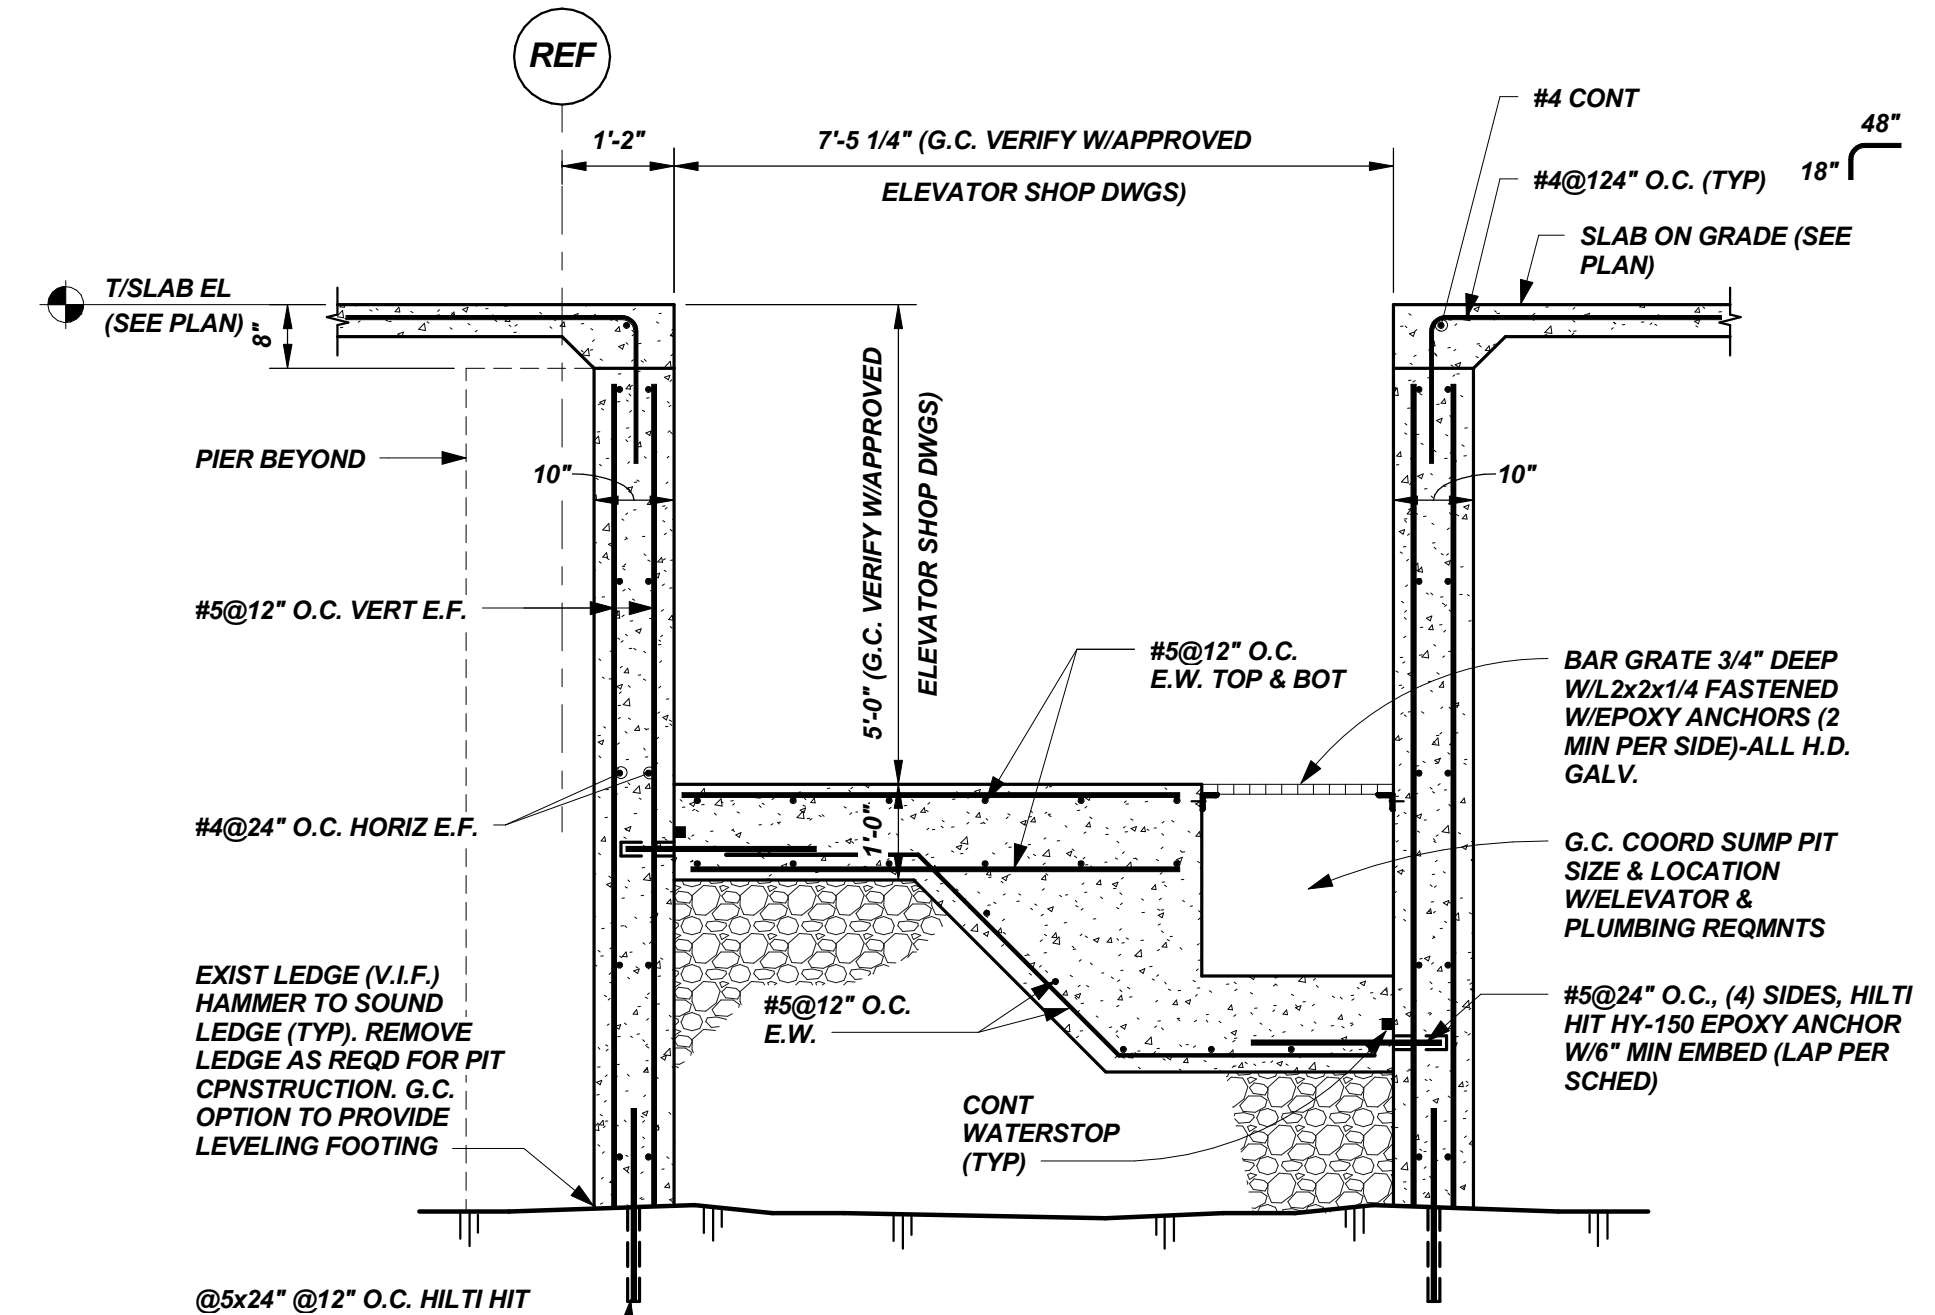 REF
1'-2"
7'-5 1/4" (G.C. VERIFY W/APPROVED
ELEVATOR SHOP DWGS)
#4 CONT
48"
18"
#4@124" O.C. (TYP)
SLAB ON GRADE (SEE
PLAN)
T/SLAB EL
(SEE PLAN)
8"
5'-0" (G.C. VERIFY W/APPROVED
ELEVATOR SHOP DWGS)
PIER BEYOND
10"
10"
#5@12" O.C. VERT E.F.
#5@12" O.C.
E.W. TOP & BOT
BAR GRATE 3/4" DEEP
W/L2x2x1/4 FASTENED
W/EPOXY ANCHORS (2
MIN PER SIDE)-ALL H.D.
GALV.
#4@24" O.C. HORIZ E.F.
1'-0"
G.C. COORD SUMP PIT
SIZE & LOCATION
W/ELEVATOR &
PLUMBING REQMNTS
EXIST LEDGE (V.I.F.)
HAMMER TO SOUND
LEDGE (TYP). REMOVE
LEDGE AS REQD FOR PIT
CPNSTRUCTION. G.C.
OPTION TO PROVIDE
LEVELING FOOTING
#5@12" O.C.
E.W.
#5@24" O.C., (4) SIDES, HILTI
HIT HY-150 EPOXY ANCHOR
W/6" MIN EMBED (LAP PER
SCHED)
CONT
WATERSTOP
(TYP)
@5x24" @12" O.C. HILTI HIT